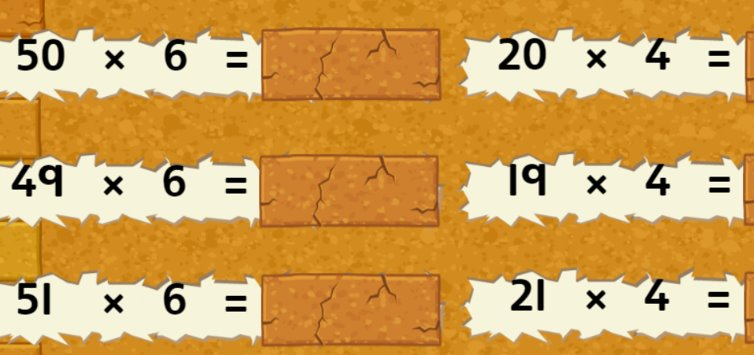 50 × 6 =
20 × 4 =
49 × 6 =
19 × 4 =
51 × 6 =
21 × 4 =